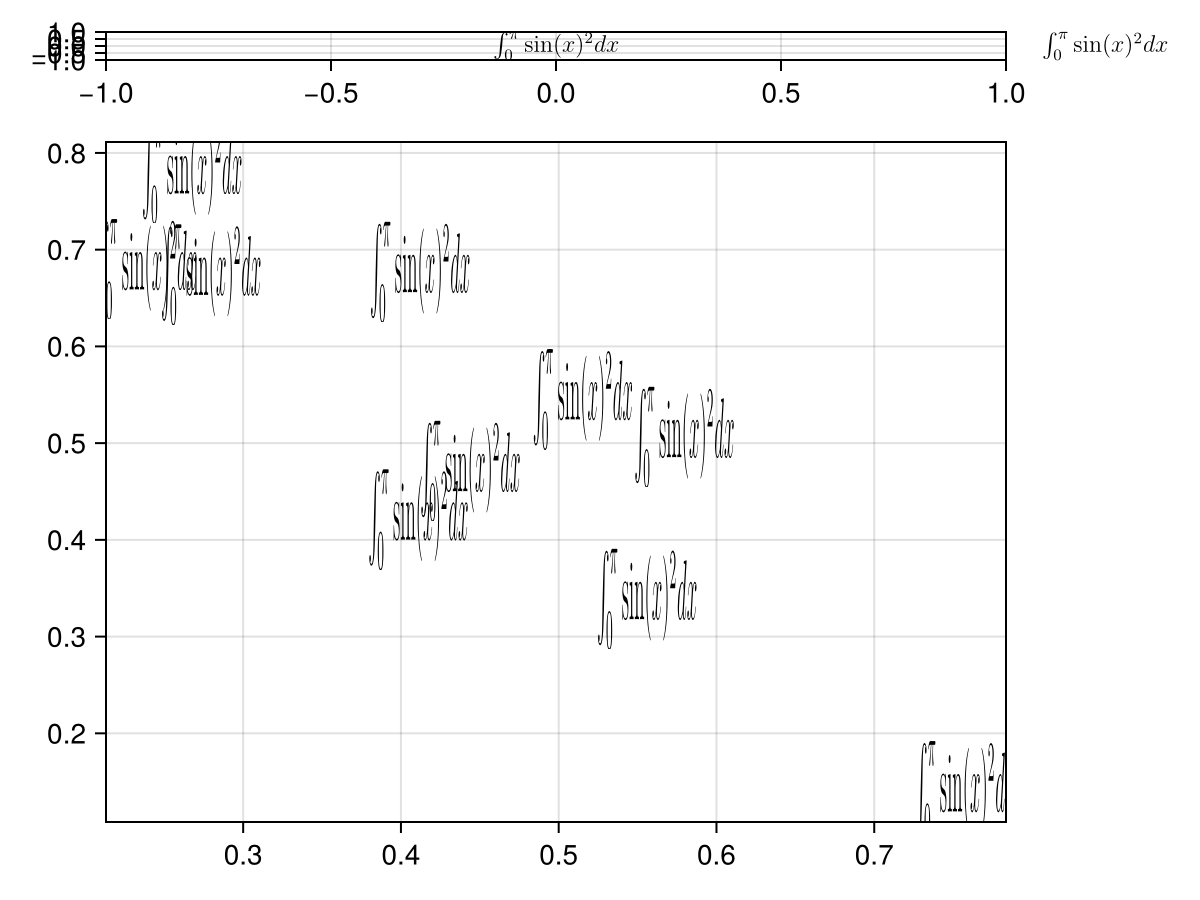 1.0
−1.0
∫₀^π sin(x)²dx
∫₀^π sin(x)²dx
−1.0 −0.5 0.0 0.5 1.0
0.8
∫₀^π sin(x)²dx
0.7
∫₀^π sin(x)²dx
∫₀^π sin(x)²dx
∫₀^π sin(x)²dx
0.6
∫₀^π sin(x)²dx
∫₀^π sin(x)²dx
0.5
∫₀^π sin(x)²dx
∫₀^π sin(x)²dx
0.4
∫₀^π sin(x)²dx
0.3
0.2
∫₀^π sin(x)²d
0.3 0.4 0.5 0.6 0.7